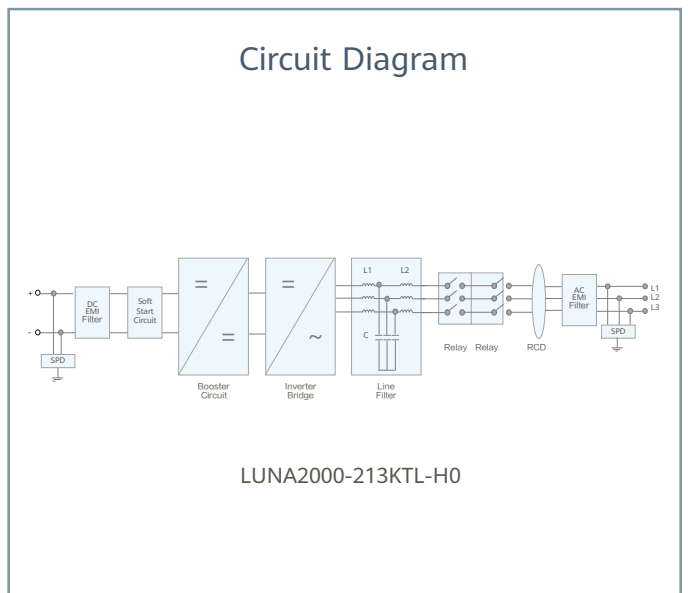 Circuit Diagram
+
-
SPD
DC
EMI
Filter
Soft
Start
Circuit
=
=
Booster
Circuit
=
~
Inverter
Bridge
L1 L2
C
Line
Filter
Relay Relay
RCD
AC
EMI
Filter
L1
L2
L3
SPD
LUNA2000-213KTL-H0